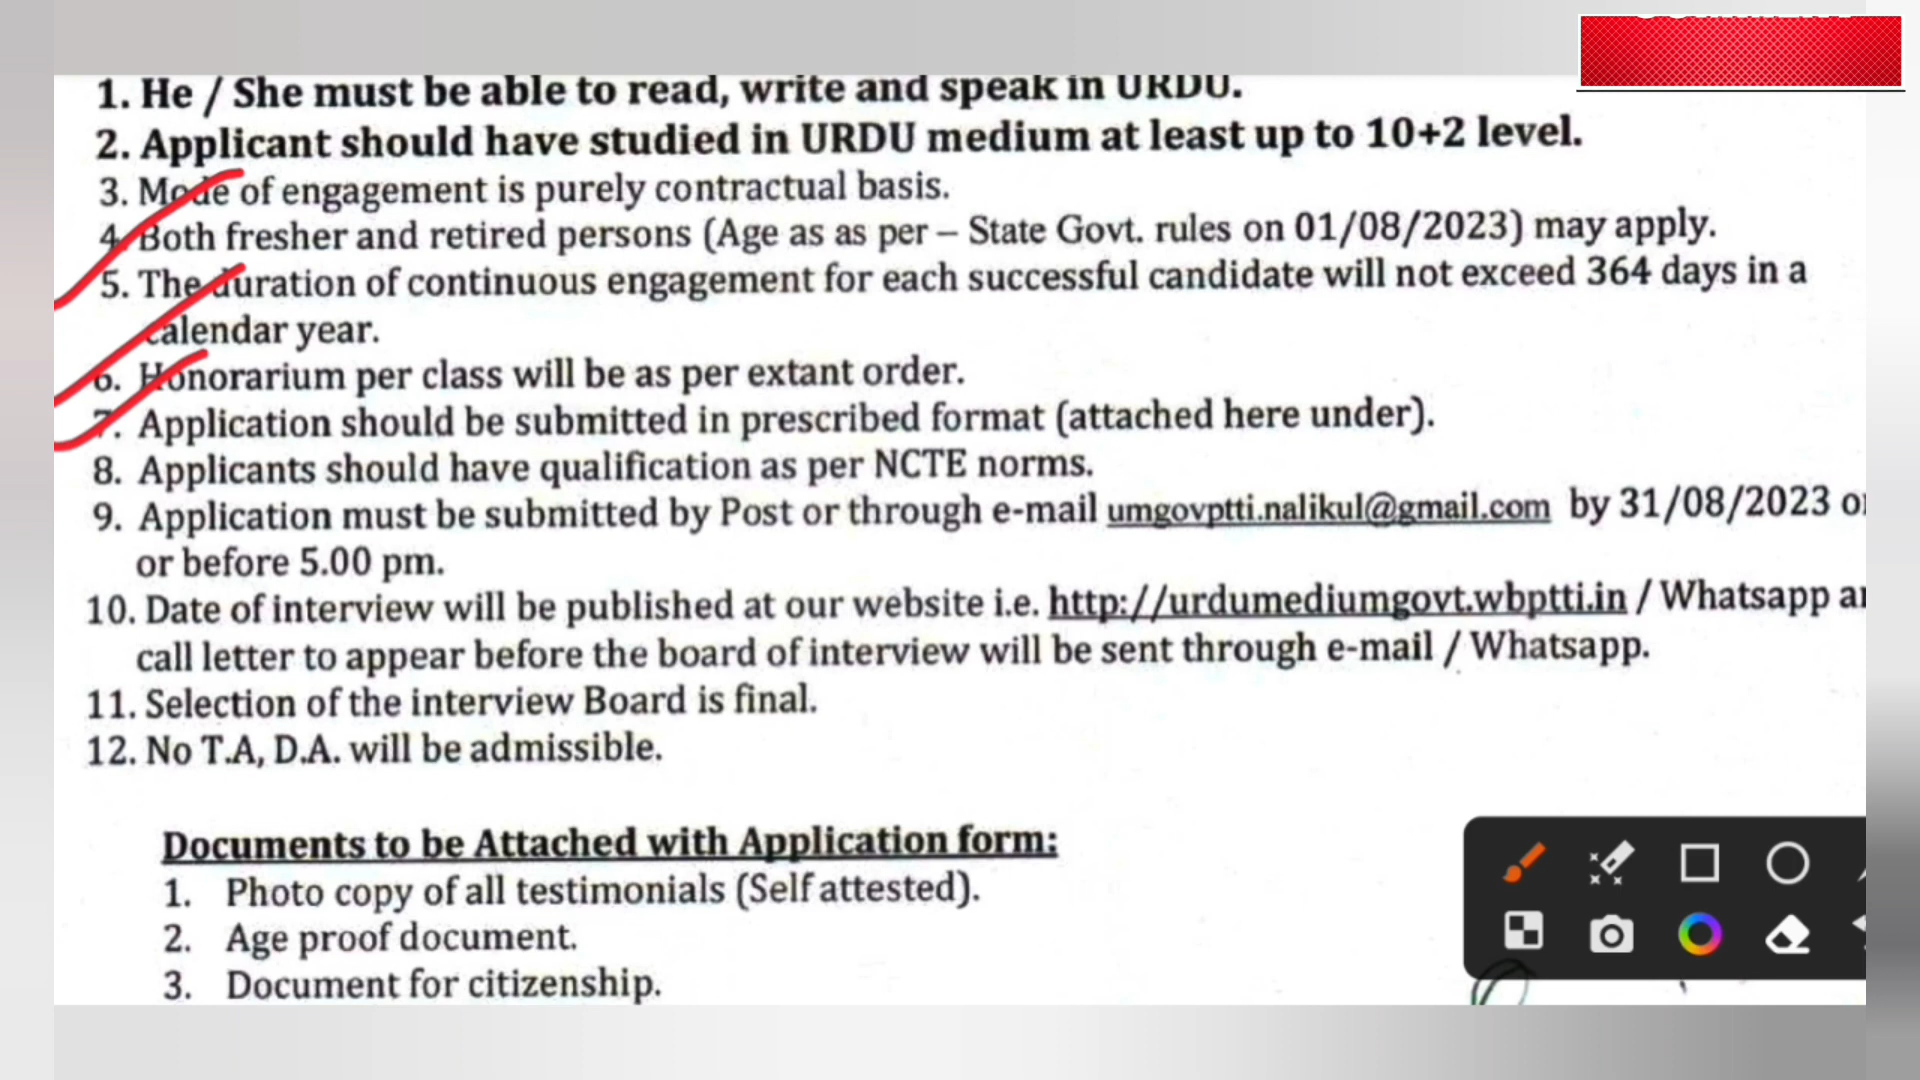 1. He / She must be able to read, write and speak in URDU.
2. Applicant should have studied in URDU medium at least up to 10+2 level.
3. Mode of engagement is purely contractual basis.
4. Both fresher and retired persons (Age as as per – State Govt. rules on 01/08/2023) may apply.
5. The duration of continuous engagement for each successful candidate will not exceed 364 days in a
calendar year.
6. Honorarium per class will be as per extant order.
7. Application should be submitted in prescribed format (attached here under).
8. Applicants should have qualification as per NCTE norms.
9. Application must be submitted by Post or through e-mail umgovptti.nalikul@gmail.com by 31/08/2023
or before 5.00 pm.
10. Date of interview will be published at our website i.e. http://urdumediumgovt.wbptti.in / Whatsapp
call letter to appear before the board of interview will be sent through e-mail / Whatsapp.
11. Selection of the interview Board is final.
12. No T.A, D.A. will be admissible.
Documents to be Attached with Application form:
1. Photo copy of all testimonials (Self attested).
2. Age proof document.
3. Document for citizenship.